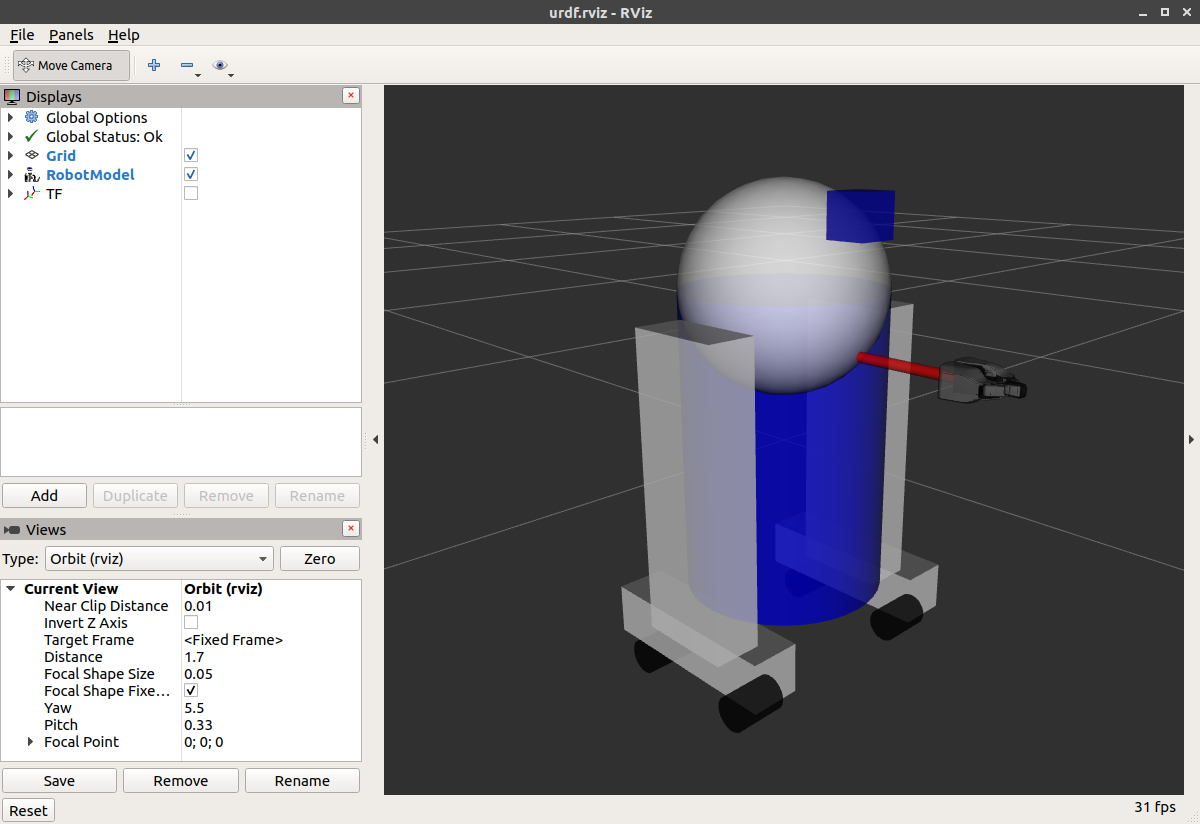 urdf.rviz - RViz
File Panels Help
Move Camera
Displays
Global Options
Global Status: Ok
Grid
RobotModel
TF
Add Duplicate Remove Rename
Views
Type: Orbit (rviz) Zero
Current View Orbit (rviz)
Near Clip Distance 0.01
Invert Z Axis
Target Frame <Fixed Frame>
Distance 1.7
Focal Shape Size 0.05
Focal Shape Fixe...
Yaw 5.5
Pitch 0.33
Focal Point 0; 0; 0
Save Remove Rename
Reset
31 fps